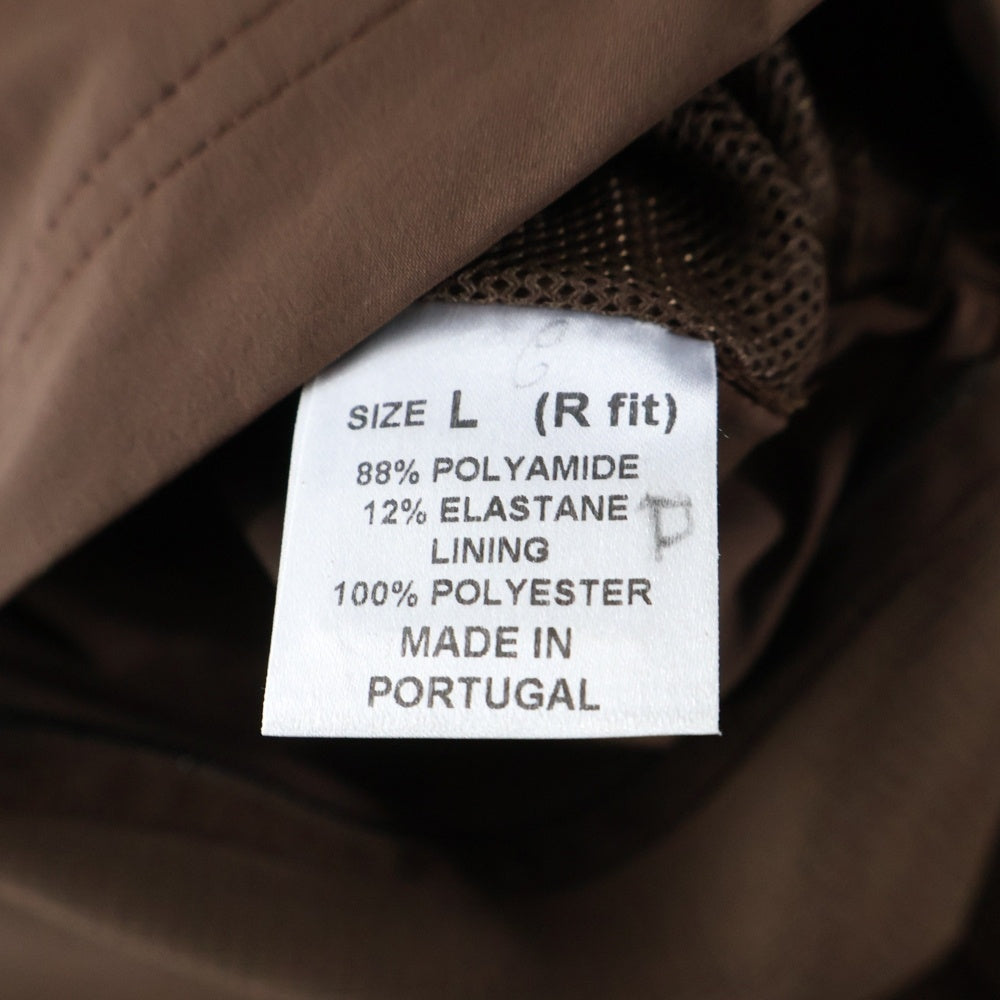 SIZE L (R fit)
88% POLYAMIDE
12% ELASTANE
LINING
100% POLYESTER
MADE IN
PORTUGAL